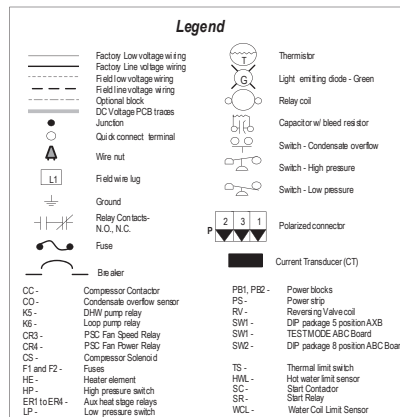 Legend
Factory Low voltage wiring
Factory Line voltage wiring
Field low voltage wiring
Field line voltage wiring
Optional block
DC Voltage PCB traces
Junction
Quick connect terminal
Wire nut
L1
Field wire lug
Ground
Relay Contacts-
N.O., N.C.
Fuse
Breaker
T
Thermistor
G
Light emitting diode - Green
Relay coil
Capacitor w/ bleed resistor
Switch - Condensate overflow
Switch - High pressure
Switch - Low pressure
2 3 1
P
Polarized connector
Current Transducer (CT)
CC - Compressor Contactor
CO - Condensate overflow sensor
K5 - DHW pump relay
K6 - Loop pump relay
CR3 - PSC Fan Speed Relay
CR4 - PSC Fan Power Relay
CS - Compressor Solenoid
F1 and F2 - Fuses
HE - Heater element
HP - High pressure switch
ER1 to ER4 - Aux heat stage relays
LP - Low pressure switch
PB1, PB2 - Power blocks
PS - Power strip
RV - Reversing Valve coil
SW1 - DIP package 5 position AXB
SW1 - TEST MODE ABC Board
SW2 - DIP package 8 position ABC Board
TS - Thermal limit switch
HWL - Hot water limit sensor
SC - Start Contactor
SR - Start Relay
WCL - Water Coil Limit Sensor